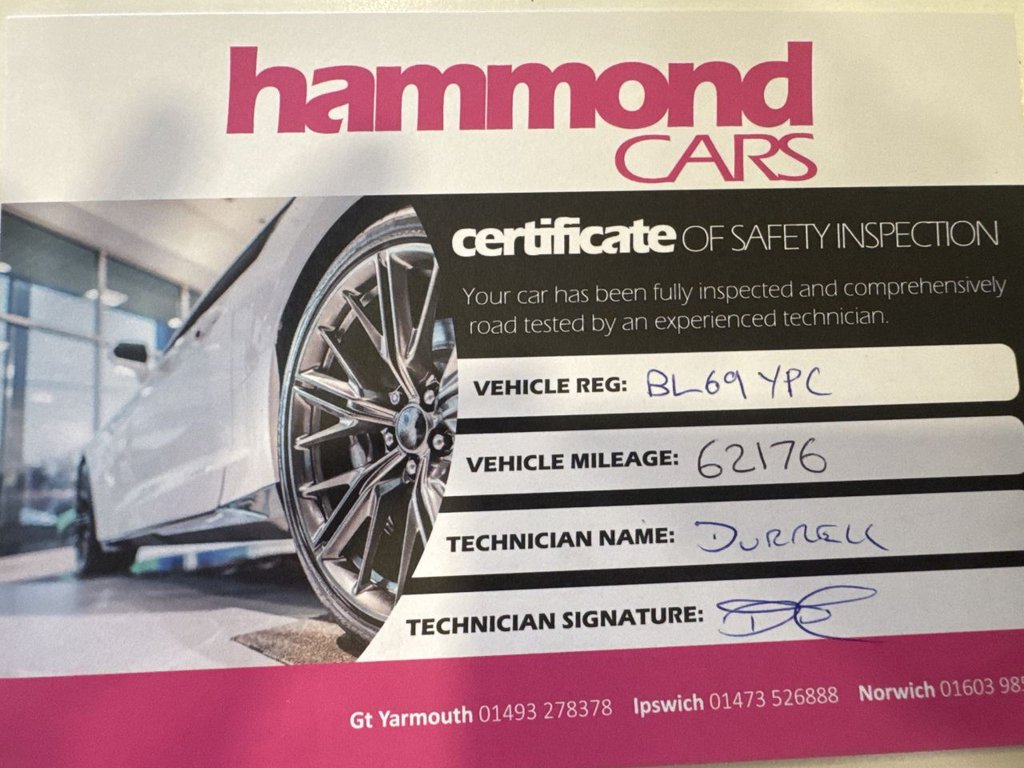 hammond
CARS
certificate OF SAFETY INSPECTION
Your car has been fully inspected and comprehensively
road tested by an experienced technician.
VEHICLE REG: BL69 YPC
VEHICLE MILEAGE: 62176
TECHNICIAN NAME: DURRELL
TECHNICIAN SIGNATURE:
Gt Yarmouth 01493 278378 Ipswich 01473 526888 Norwich 01603 985